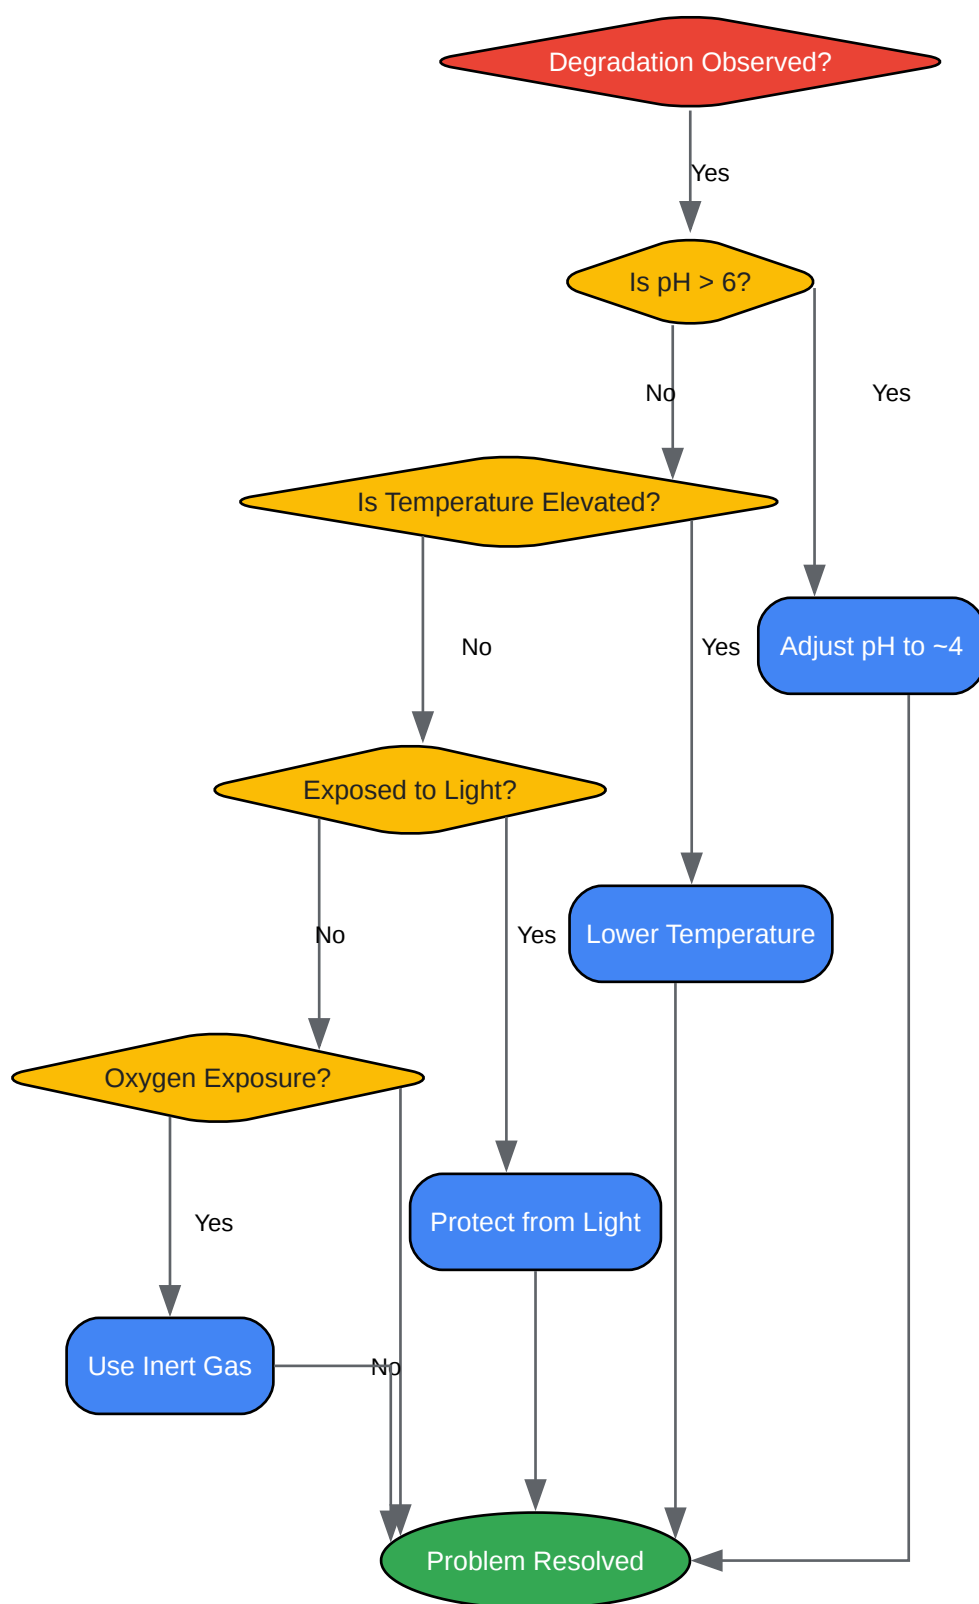 Degradation Observed?
Yes
Is pH > 6?
No
Yes
Is Temperature Elevated?
No
Yes
Adjust pH to ~4
Exposed to Light?
No
Yes
Lower Temperature
Oxygen Exposure?
Yes
Protect from Light
Use Inert Gas
No
Problem Resolved